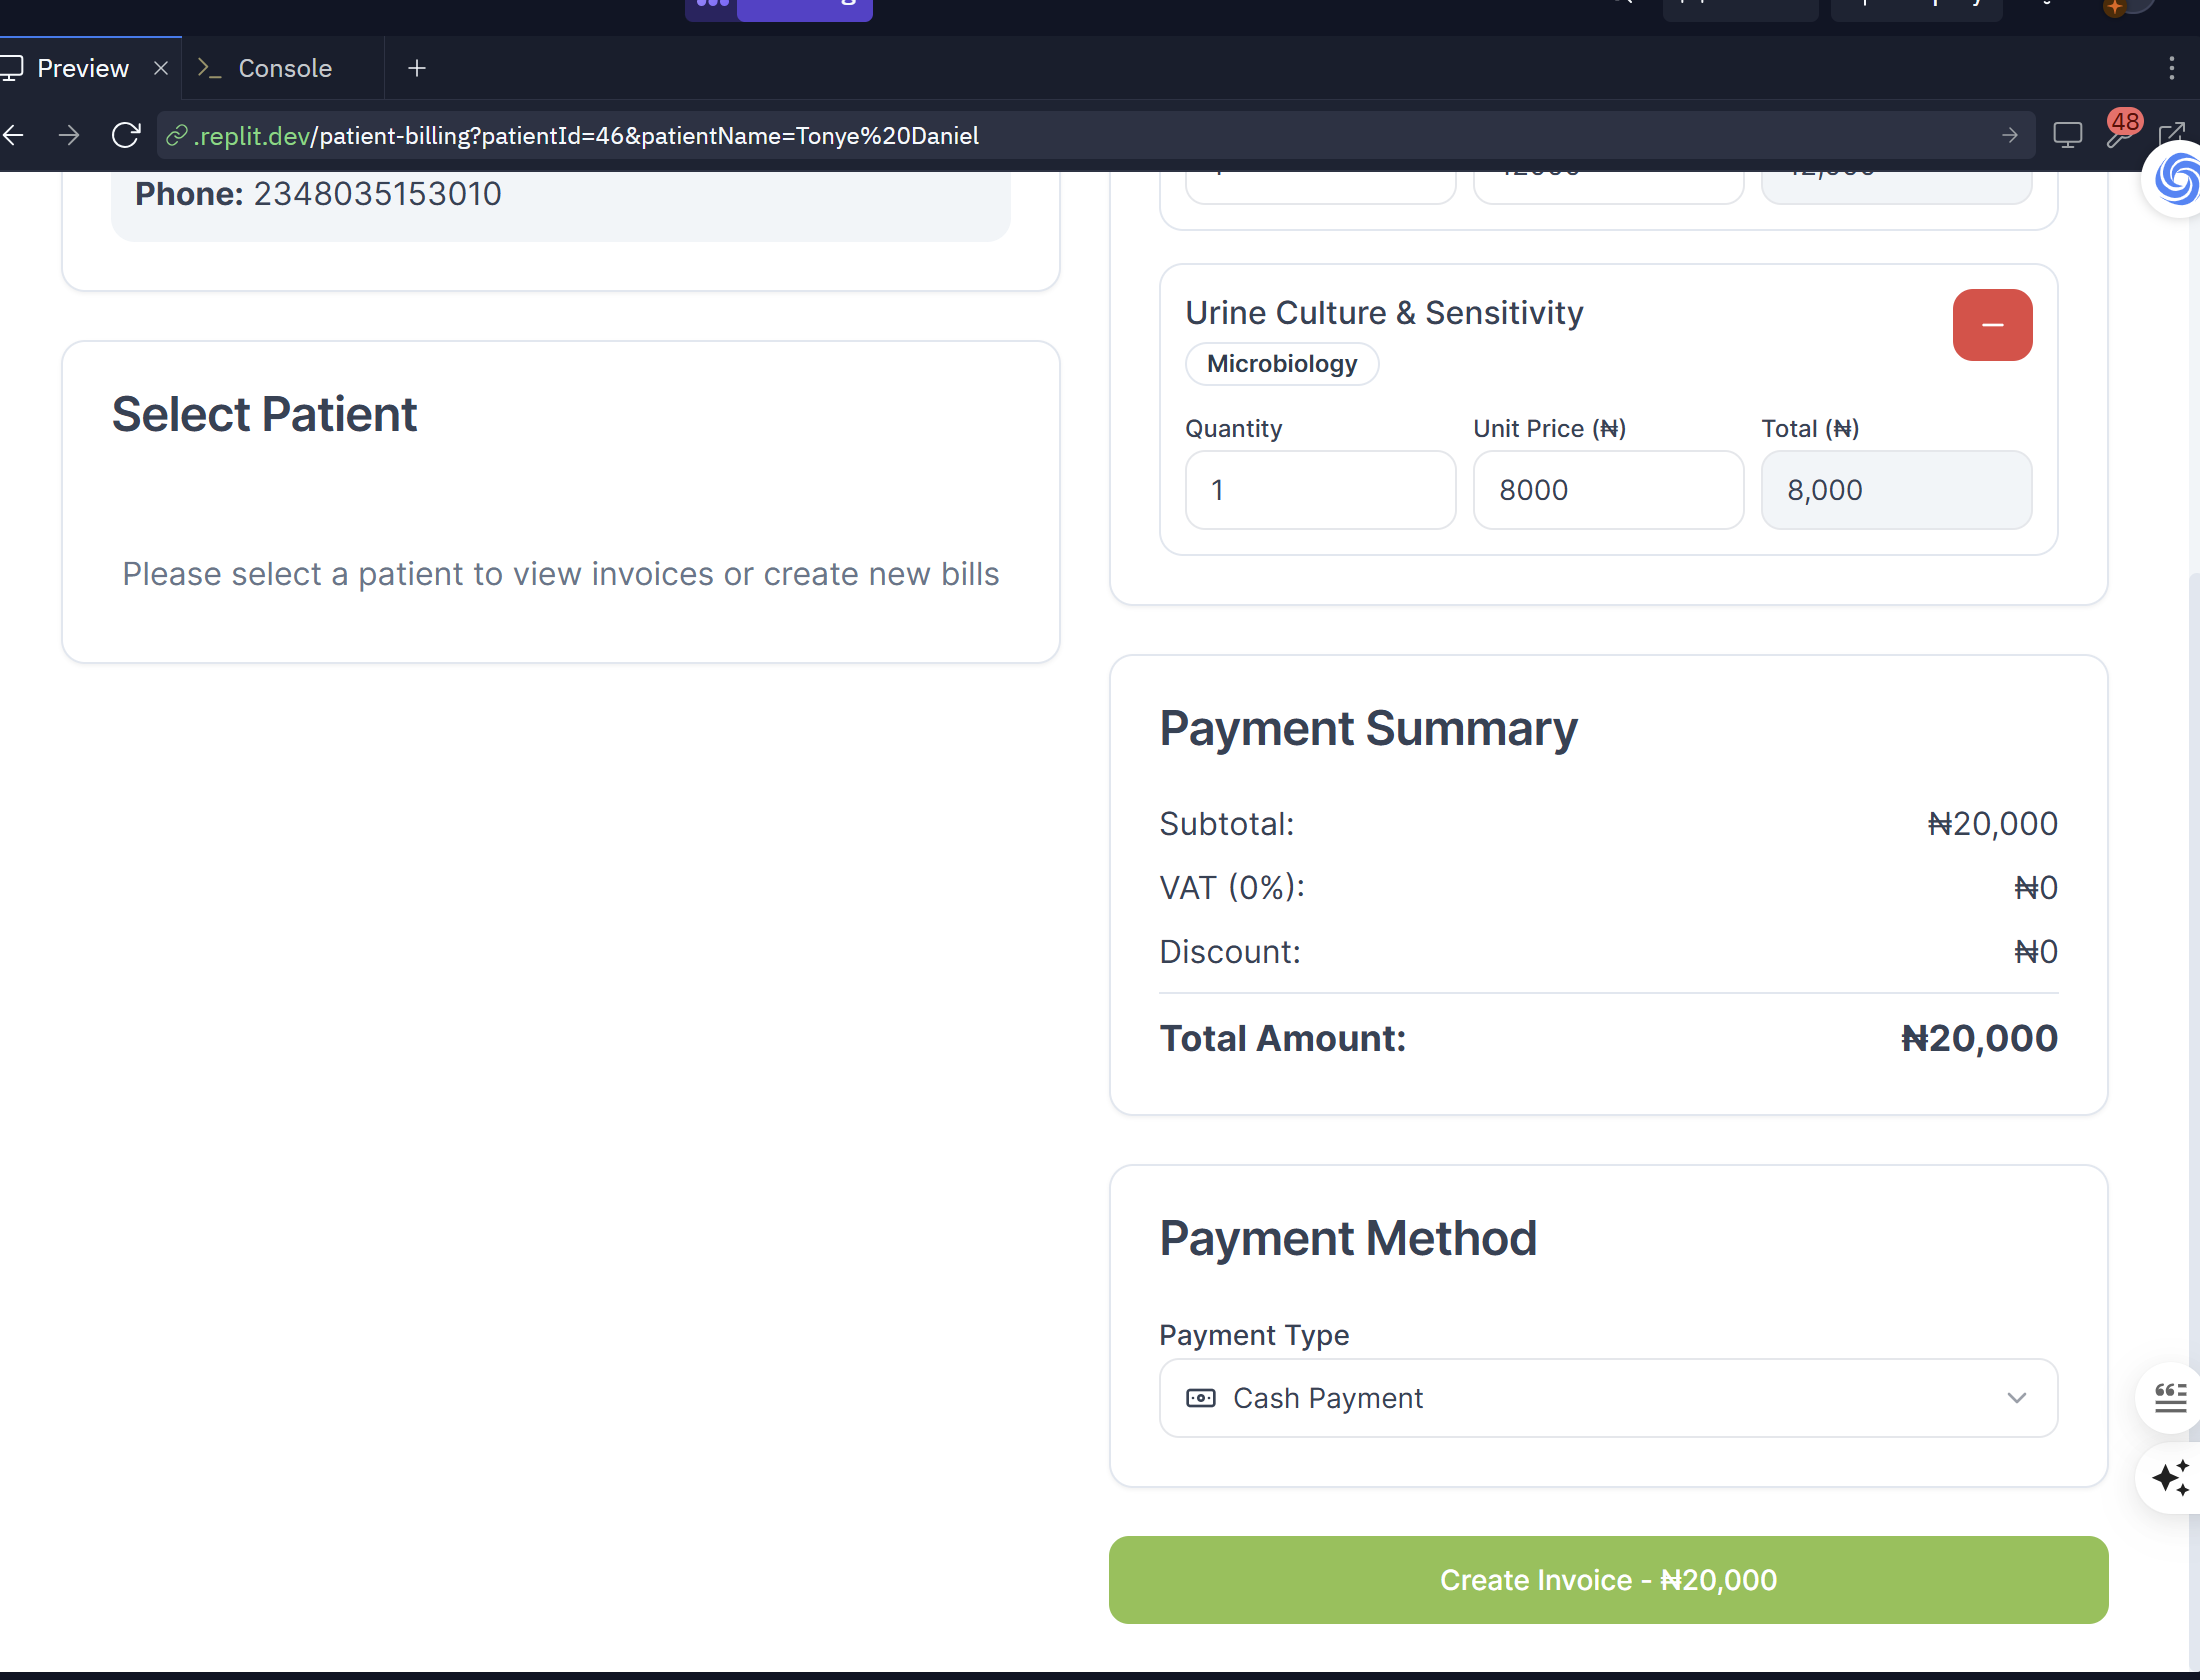 Preview
Console
48
.replit.dev/patient-billing?patientId=46&patientName=Tonye%20Daniel
Phone: 2348035153010
Select Patient
Please select a patient to view invoices or create new bills
Urine Culture & Sensitivity
Microbiology
Quantity
Unit Price (₦)
Total (₦)
1
8000
8,000
Payment Summary
Subtotal:
₦20,000
VAT (0%):
₦0
Discount:
₦0
Total Amount:
₦20,000
Payment Method
Payment Type
Cash Payment
Create Invoice - ₦20,000